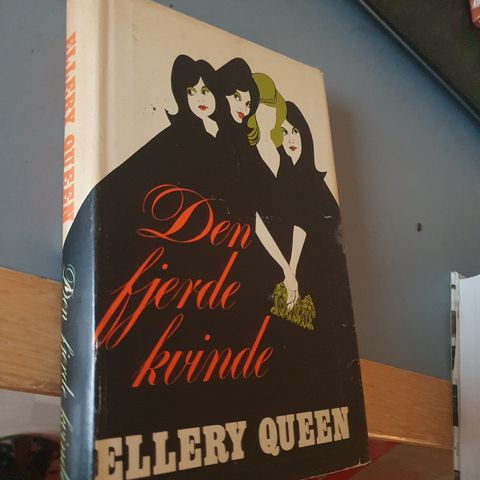 ELLERY QUEEN
Den fjerde kvinde
Den
fjerde
kvinde
ELLERY QUEEN